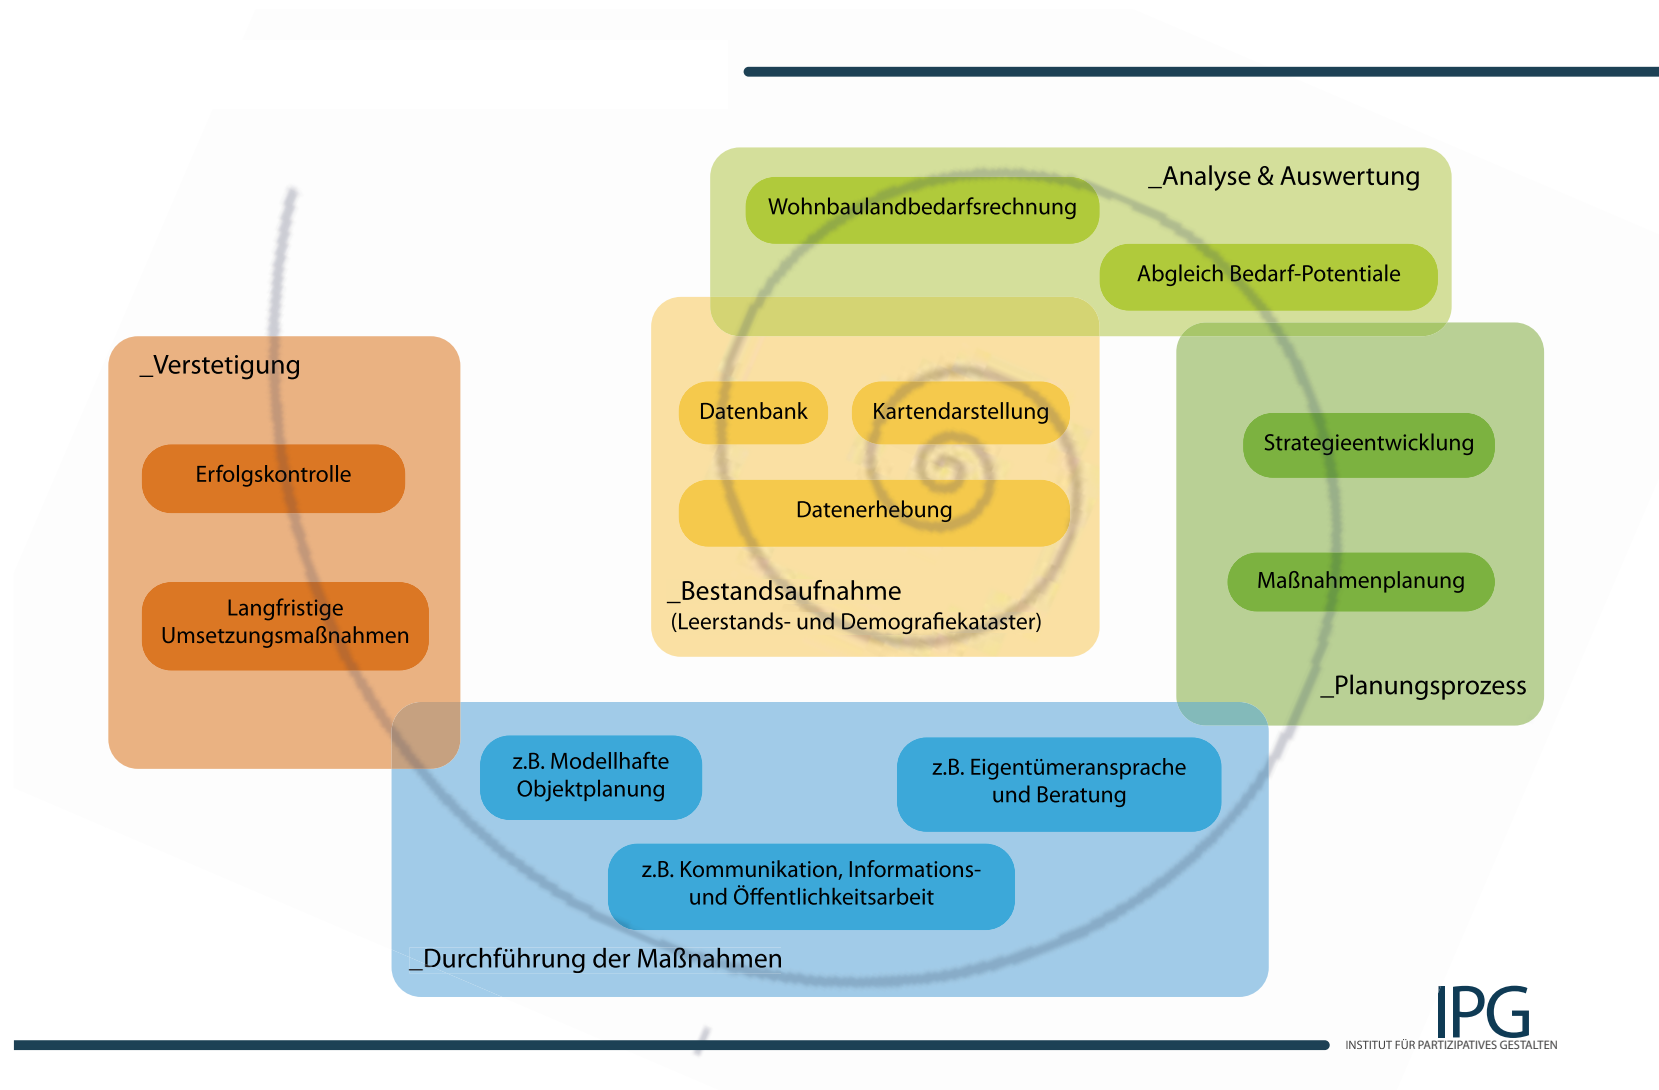 _Analyse & Auswertung
Wohnbaulandbedarfsrechnung
Abgleich Bedarf-Potentiale
_Verstetigung
Erfolgskontrolle
Langfristige
Umsetzungsmaßnahmen
Datenbank
Kartendarstellung
Datenerhebung
_Bestandsaufnahme
(Leerstands- und Demografiekataster)
Strategieentwicklung
Maßnahmenplanung
_Planungsprozess
z.B. Modellhafte
Objektplanung
z.B. Eigentümeransprache
und Beratung
z.B. Kommunikation, Informations-
und Öffentlichkeitsarbeit
_Durchführung der Maßnahmen
IPG
INSTITUT FÜR PARTIZIPATIVES GESTALTEN